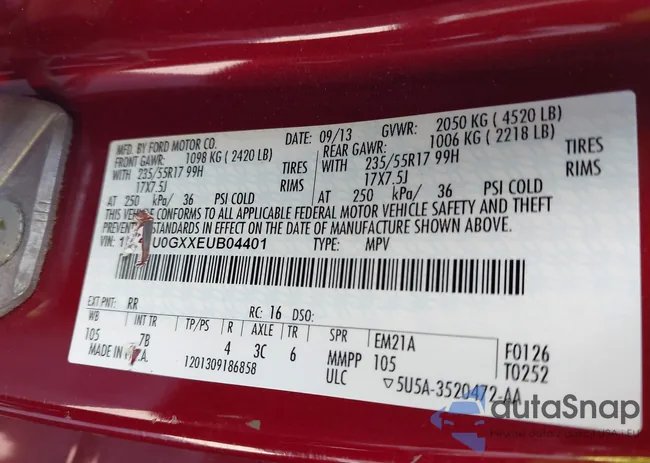 MFD. BY FORD MOTOR CO. DATE: 09/13 GVWR: 2050 KG ( 4520 LB)
FRONT GAWR: 1098 KG ( 2420 LB) REAR GAWR: 1006 KG ( 2218 LB)
WITH 235/55R17 99H TIRES WITH 235/55R17 99H TIRES
17X7.5J RIMS 17X7.5J RIMS
AT 250 kPa/ 36 PSI COLD AT 250 kPa/ 36 PSI COLD
THIS VEHICLE CONFORMS TO ALL APPLICABLE FEDERAL MOTOR VEHICLE SAFETY AND THEFT
PREVENT STANDARDS IN EFFECT ON THE DATE OF MANUFACTURE SHOWN ABOVE.
VIN: 1 U0GXXEUB04401 TYPE: MPV
EXT PNT: RR RC: 16 DSO:
WB INT TR TP/PS R AXLE TR SPR EM21A F0126
105 7B 4 3C 6 MMPP 105 T0252
MADE IN A. 1201309186858 ULC ▽5U5A-3520472-AA
autaSnap